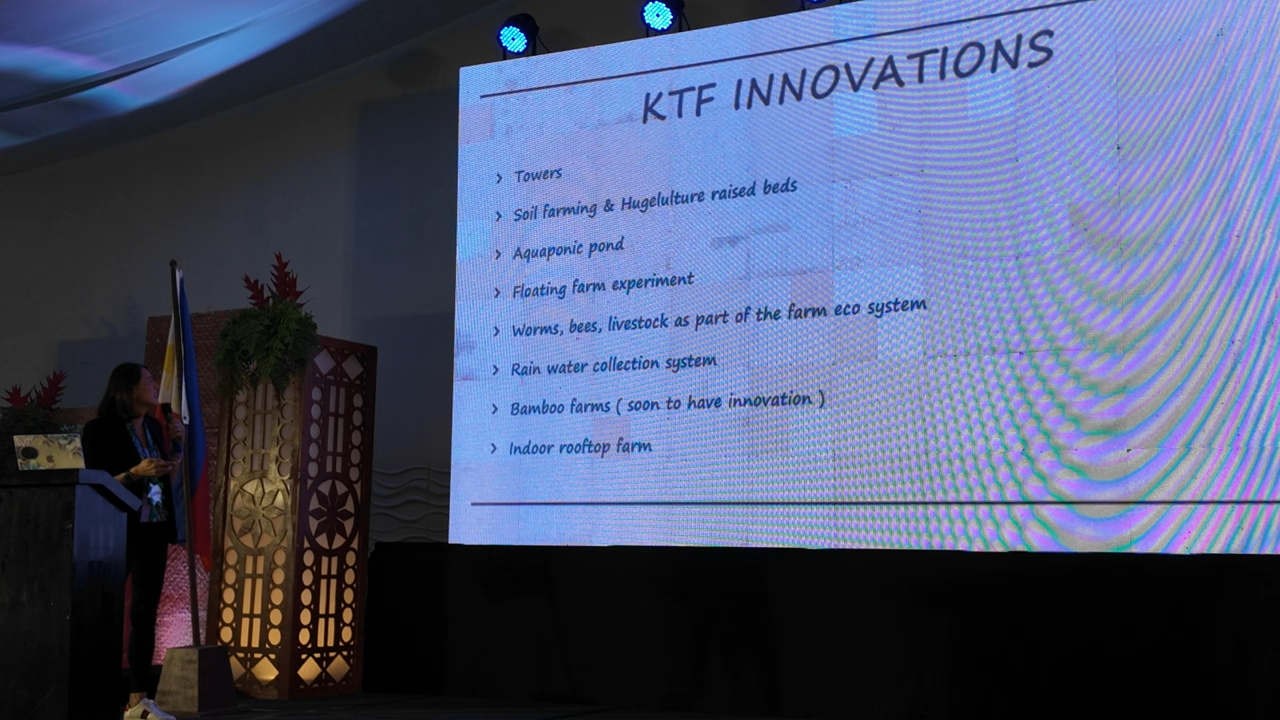 KTF INNOVATIONS
› Towers
› Soil farming & Hugelulture raised beds
› Aquaponic pond
› Floating farm experiment
› Worms, bees, livestock as part of the farm eco system
› Rain water collection system
› Bamboo farms ( soon to have innovation )
› Indoor rooftop farm